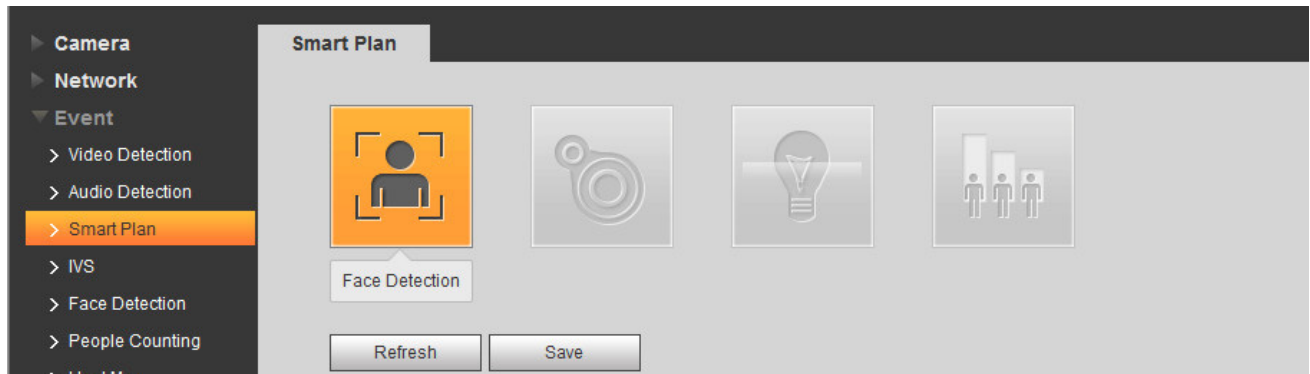 Camera
Network
Event
Video Detection
Audio Detection
Smart Plan
IVS
Face Detection
People Counting
Smart Plan
Face Detection
Refresh
Save